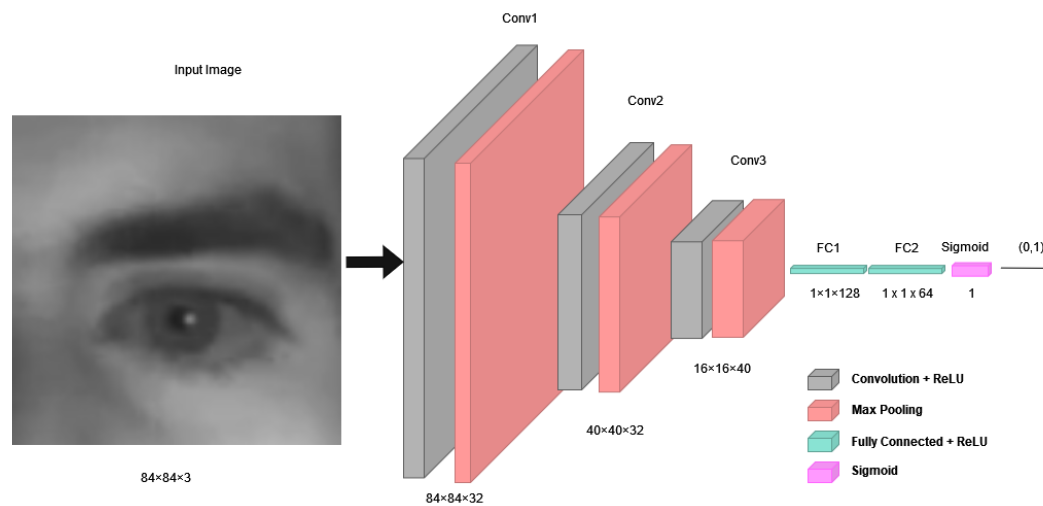 Conv1
Input Image
Conv2
Conv3
FC1
FC2
Sigmoid
(0,1)
1×1×128
1 x 1 x 64
1
16×16×40
Convolution + ReLU
Max Pooling
40×40×32
Fully Connected + ReLU
Sigmoid
84×84×3
84×84×32